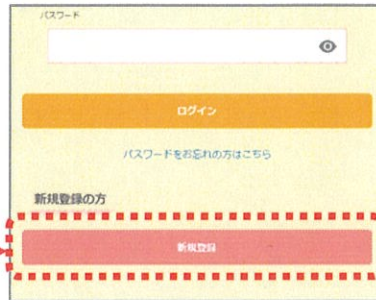 パスワード
ログイン
パスワードをお忘れの方はこちら
新規登録の方
新規登録